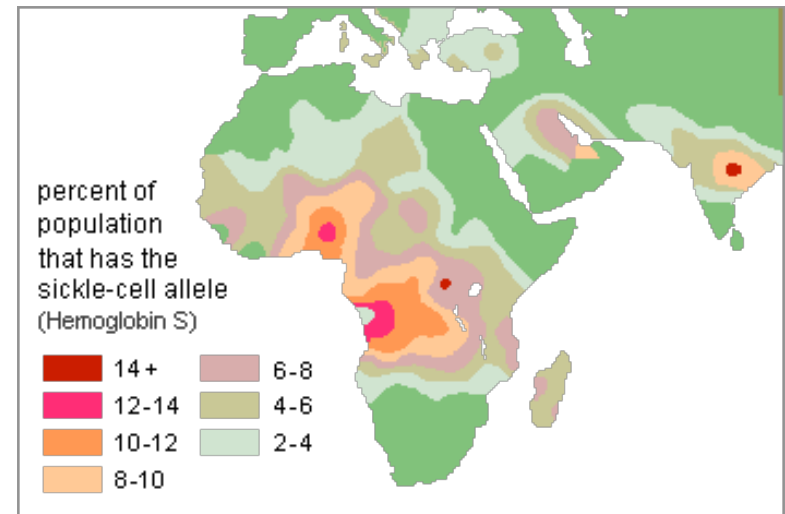 percent of
population
that has the
sickle-cell allele
(Hemoglobin S)
14+
12-14
10-12
8-10
6-8
4-6
2-4